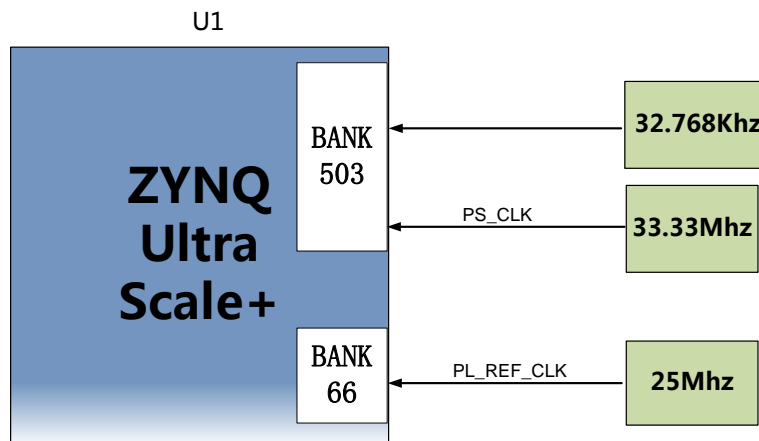 U1
ZYNQ
Ultra
Scale+
BANK
503
32.768Khz
PS_CLK
33.33Mhz
BANK
66
PL_REF_CLK
25Mhz